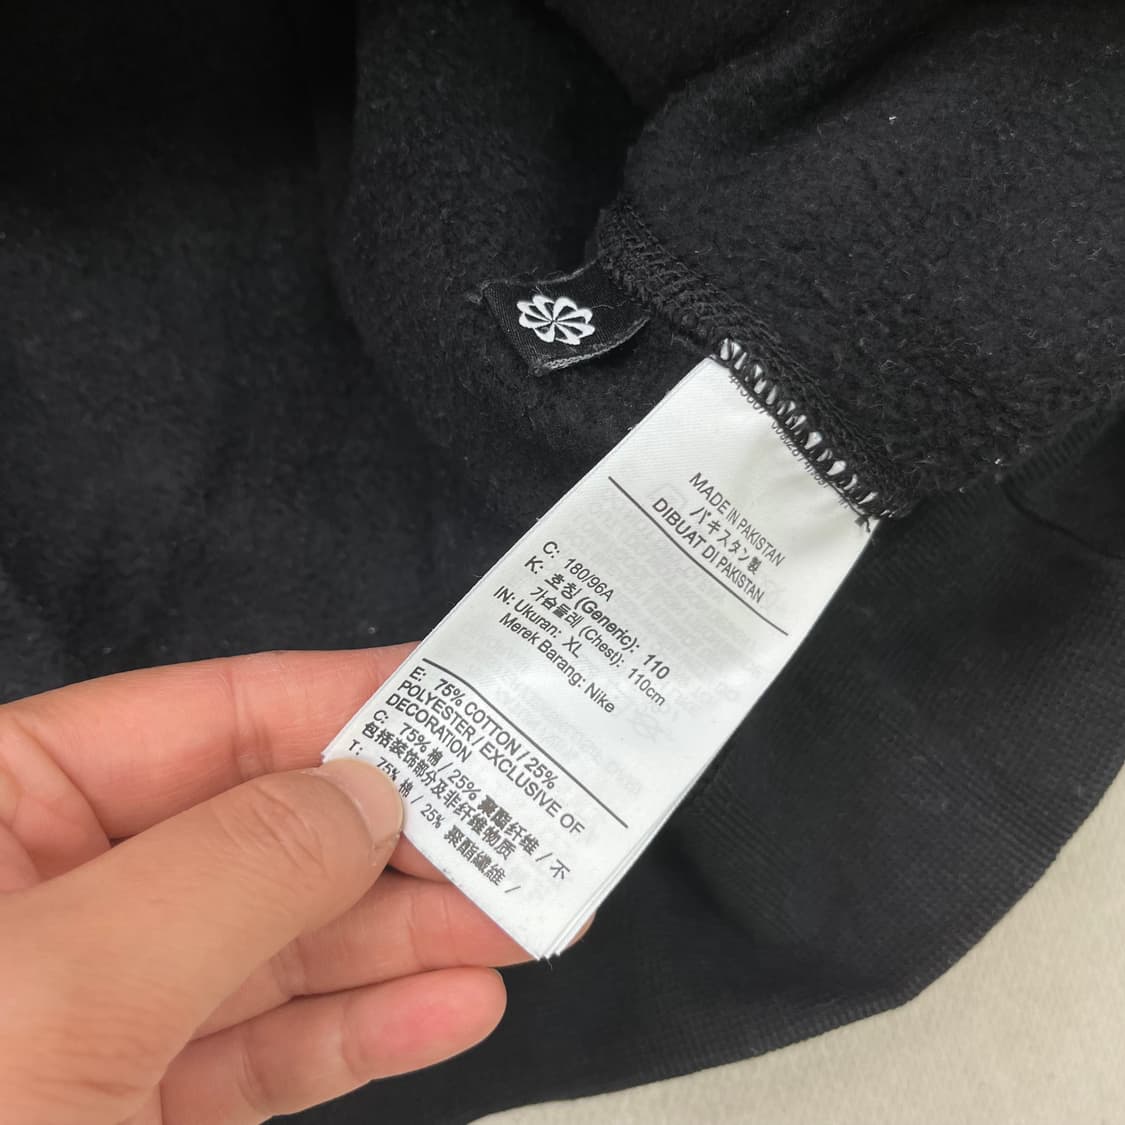 MADE IN PAKISTAN
パキスタン製
DIBUAT DI PAKISTAN
C: 180/96A
K: 호칭 (Generic): 110
가슴둘레 (Chest): 110cm
IN: Ukuran: XL
Merek Barang: Nike
E: 75% COTTON / 25%
POLYESTER / EXCLUSIVE OF
DECORATION
C: 75% 棉 / 25% 聚酯纤维 / 不
包括装饰部分及非纤维物质
T: 75% 棉 / 25% 聚酯纖維 /